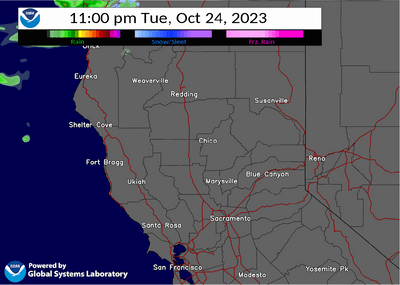 11:00 pm Tue, Oct 24, 2023
Rain Snow/Sleet Frz. Rain
Orick
Eureka
Weaverville
Redding
Susanville
Shelter Cove
Chico
Fort Bragg
Reno
Blue Canyon
Ukiah
Marysville
Santa Rosa
Sacramento
San Francisco
Modesto
Yosemite Pk
NOAA
Powered by
Global Systems Laboratory